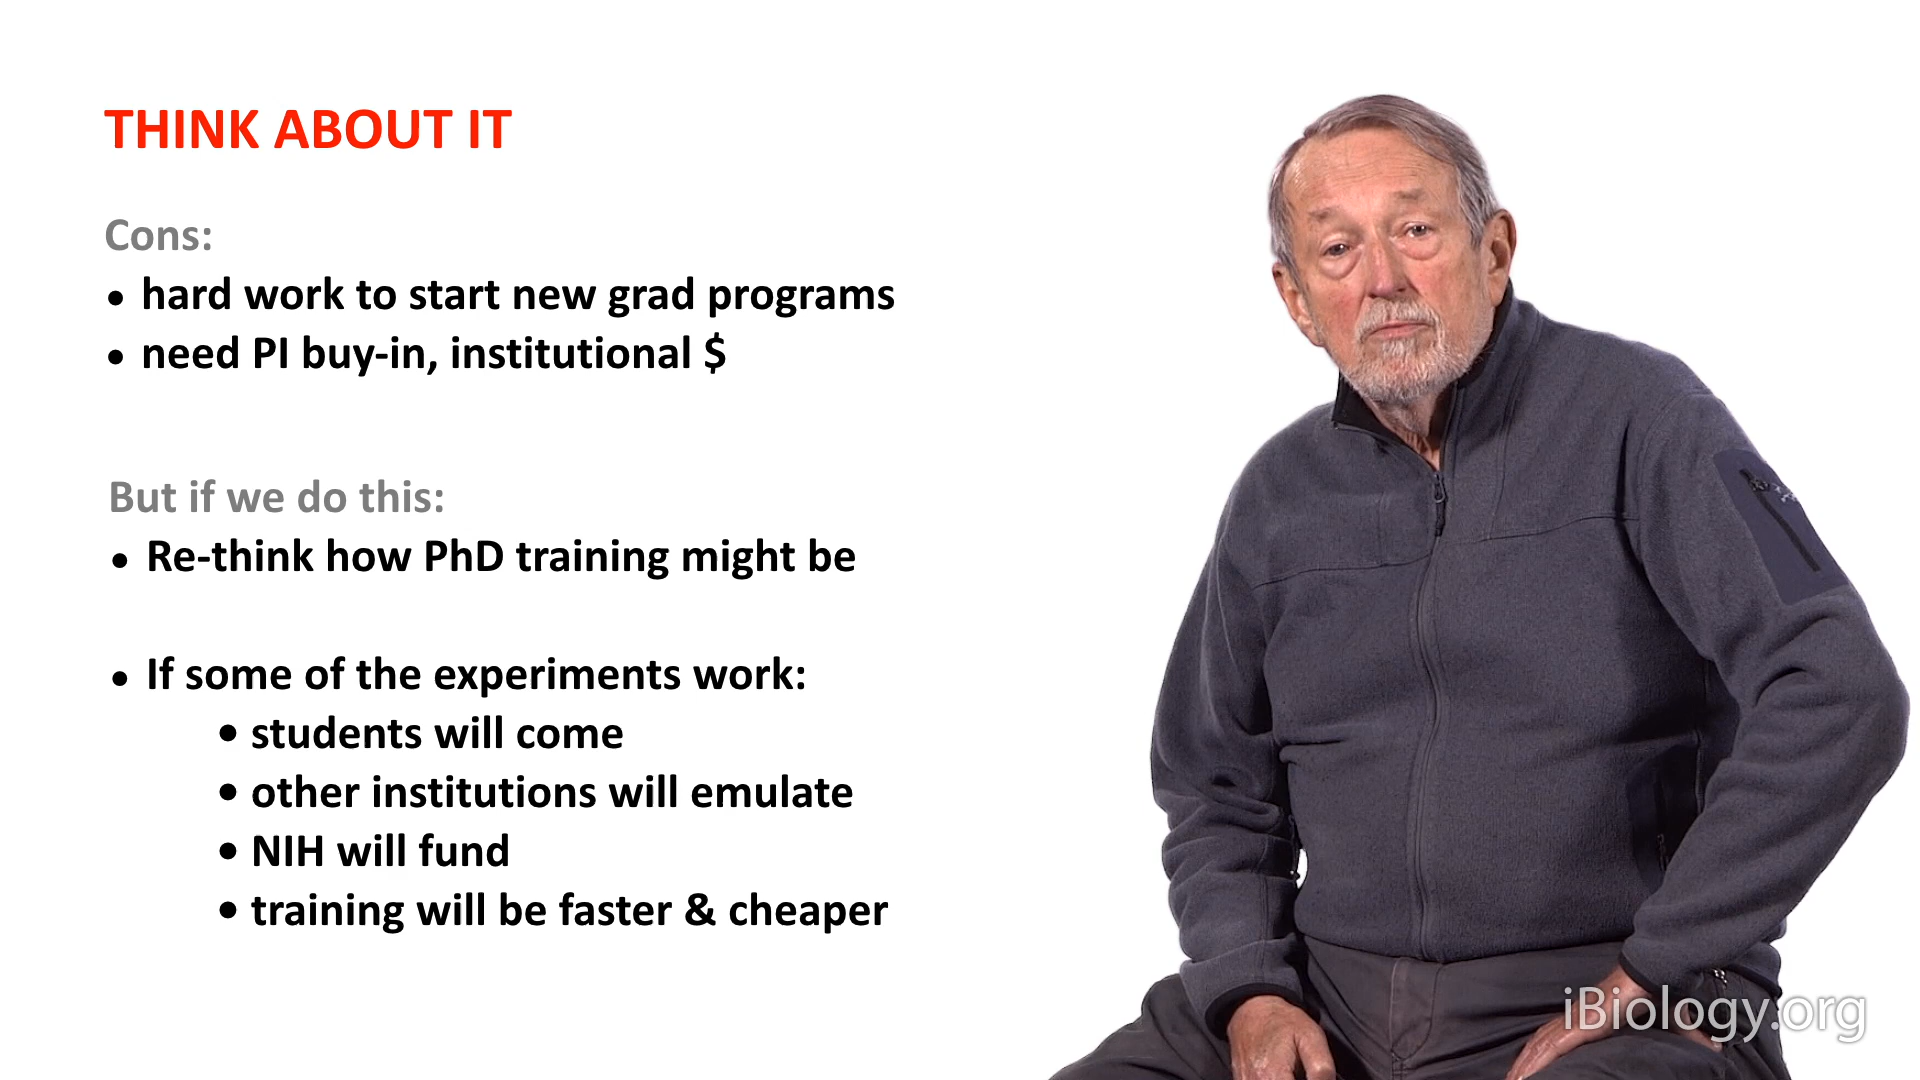 THINK ABOUT IT
Cons:
• hard work to start new grad programs
• need PI buy-in, institutional $
But if we do this:
• Re-think how PhD training might be
• If some of the experiments work:
• students will come
• other institutions will emulate
• NIH will fund
• training will be faster & cheaper
iBiology.org